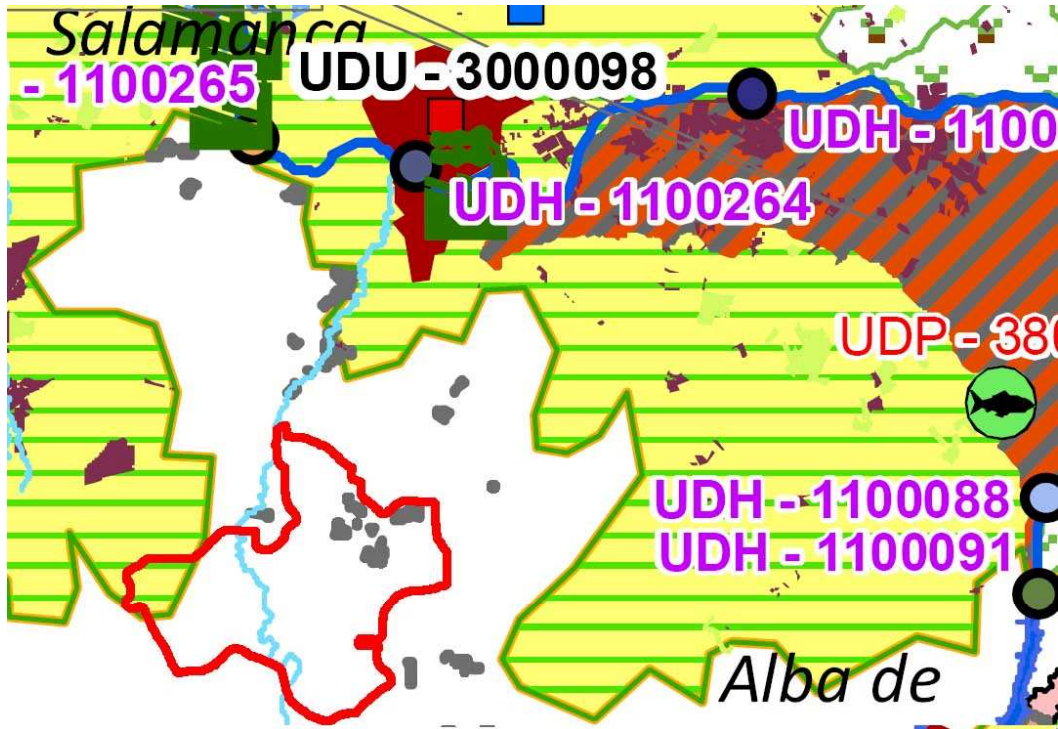 Salamanca
- 1100265
UDU - 3000098
UDH - 1100
UDH - 1100264
UDP - 380
UDH - 1100088
UDH - 1100091
Alba de